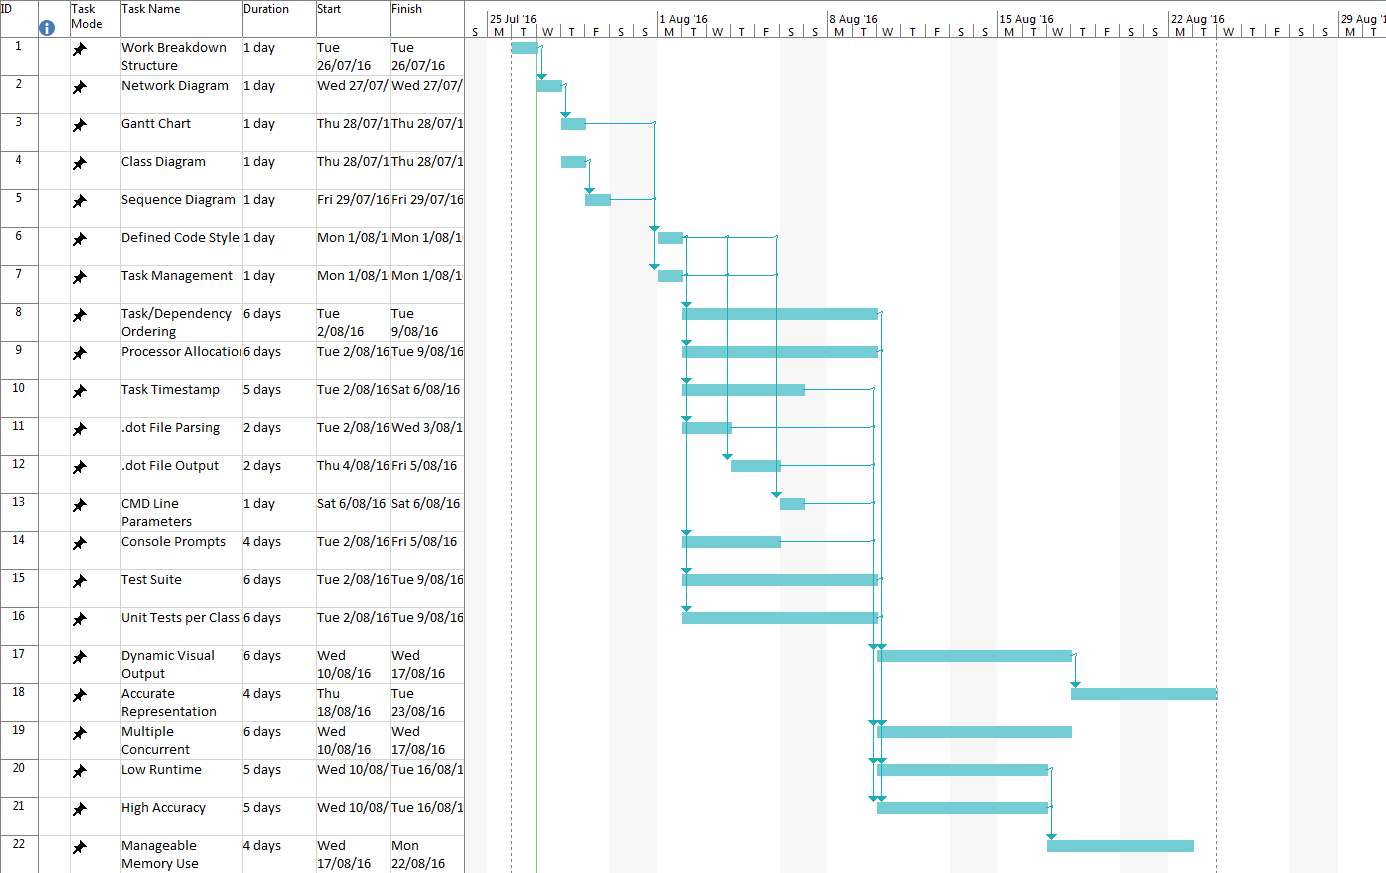 ID Task Mode Task Name Duration Start Finish
25 Jul '16 1 Aug '16 8 Aug '16 15 Aug '16 22 Aug '16 29 Aug '16
S M T W T F S S M T W T F S S M T W T F S S M T W T F S S M T W T F S S M T
1 Work Breakdown Structure 1 day Tue 26/07/16 Tue 26/07/16
2 Network Diagram 1 day Wed 27/07/ Wed 27/07/
3 Gantt Chart 1 day Thu 28/07/1 Thu 28/07/1
4 Class Diagram 1 day Thu 28/07/1 Thu 28/07/1
5 Sequence Diagram 1 day Fri 29/07/16 Fri 29/07/16
6 Defined Code Style 1 day Mon 1/08/1 Mon 1/08/1
7 Task Management 1 day Mon 1/08/1 Mon 1/08/1
8 Task/Dependency Ordering 6 days Tue 2/08/16 Tue 9/08/16
9 Processor Allocation 6 days Tue 2/08/16 Tue 9/08/16
10 Task Timestamp 5 days Tue 2/08/16 Sat 6/08/16
11 .dot File Parsing 2 days Tue 2/08/16 Wed 3/08/1
12 .dot File Output 2 days Thu 4/08/16 Fri 5/08/16
13 CMD Line Parameters 1 day Sat 6/08/16 Sat 6/08/16
14 Console Prompts 4 days Tue 2/08/16 Fri 5/08/16
15 Test Suite 6 days Tue 2/08/16 Tue 9/08/16
16 Unit Tests per Class 6 days Tue 2/08/16 Tue 9/08/16
17 Dynamic Visual Output 6 days Wed 10/08/16 Wed 17/08/16
18 Accurate Representation 4 days Thu 18/08/16 Tue 23/08/16
19 Multiple Concurrent 6 days Wed 10/08/16 Wed 17/08/16
20 Low Runtime 5 days Wed 10/08/ Tue 16/08/1
21 High Accuracy 5 days Wed 10/08/ Tue 16/08/1
22 Manageable Memory Use 4 days Wed 17/08/16 Mon 22/08/16